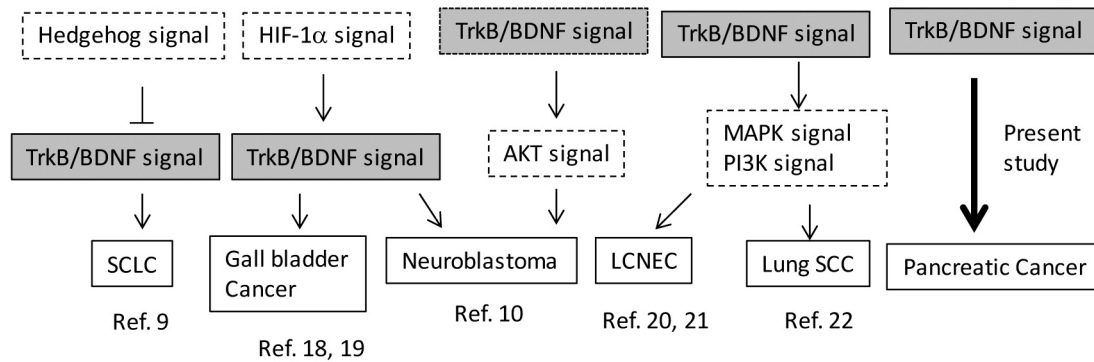 Hedgehog signal
HIF-1α signal
TrkB/BDNF signal
TrkB/BDNF signal
TrkB/BDNF signal
TrkB/BDNF signal
TrkB/BDNF signal
AKT signal
MAPK signal
PI3K signal
Present
study
SCLC
Gall bladder
Cancer
Neuroblastoma
LCNEC
Lung SCC
Pancreatic Cancer
Ref. 9
Ref. 18, 19
Ref. 10
Ref. 20, 21
Ref. 22